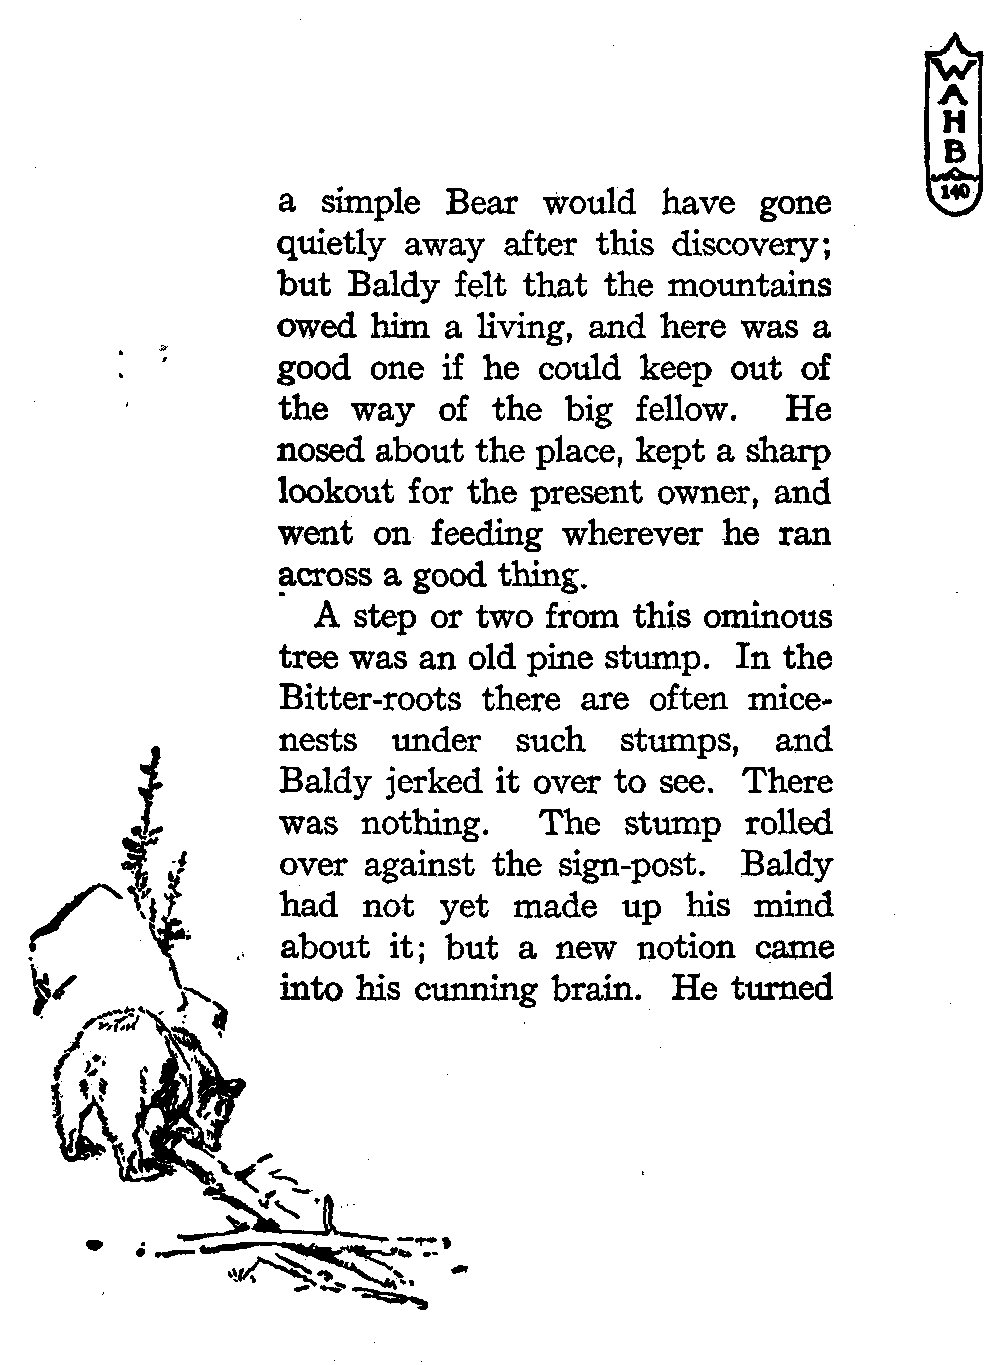 WAHB
140
a simple Bear would have gone
quietly away after this discovery;
but Baldy felt that the mountains
owed him a living, and here was a
good one if he could keep out of
the way of the big fellow. He
nosed about the place, kept a sharp
lookout for the present owner, and
went on feeding wherever he ran
across a good thing.
A step or two from this ominous
tree was an old pine stump. In the
Bitter-roots there are often mice-
nests under such stumps, and
Baldy jerked it over to see. There
was nothing. The stump rolled
over against the sign-post. Baldy
had not yet made up his mind
about it; but a new notion came
into his cunning brain. He turned